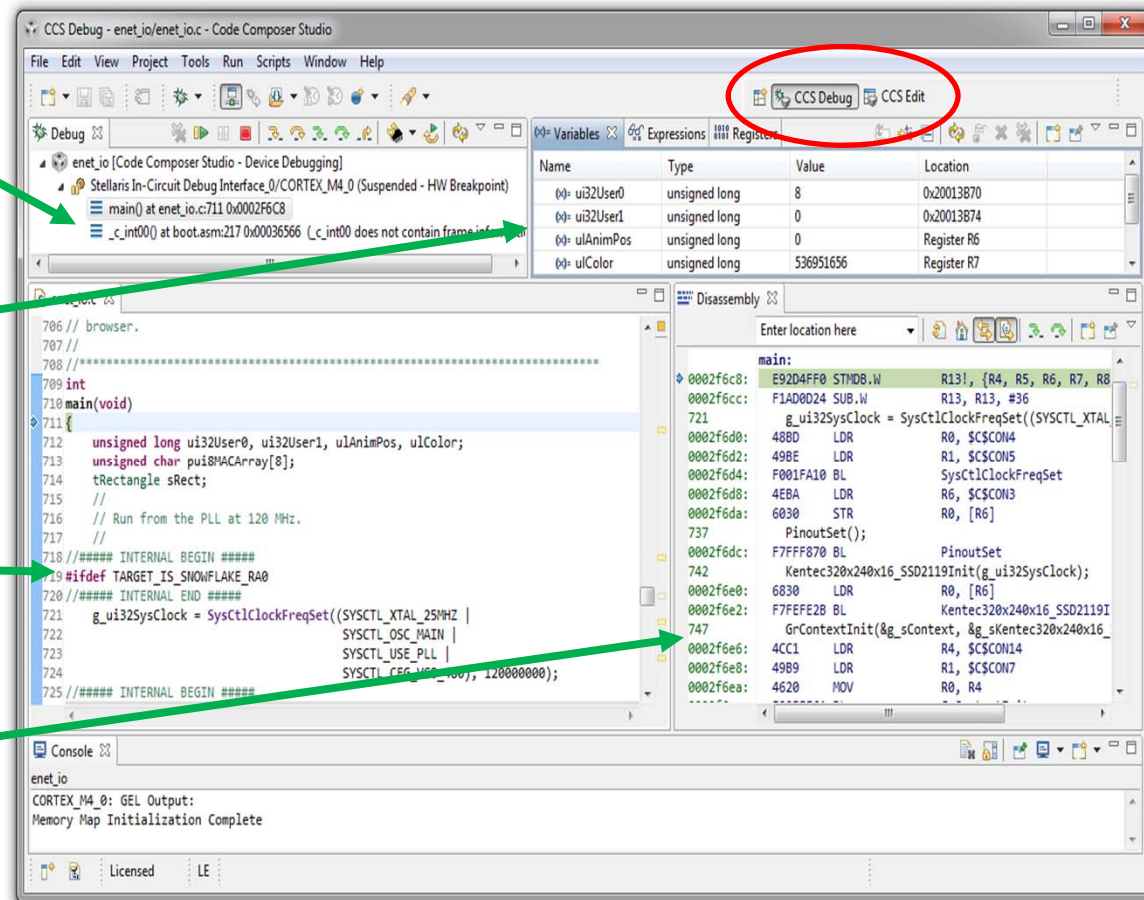 CCS Debug - enet_io/enet_io.c - Code Composer Studio
File Edit View Project Tools Run Scripts Window Help
CCS Debug CCS Edit
Debug
enet_io [Code Composer Studio - Device Debugging]
Stellaris In-Circuit Debug Interface_0/CORTEX_M4_0 (Suspended - HW Breakpoint)
main() at enet_io.c:711 0x0002F6C8
_c_int00() at boot.asm:217 0x00036566 (_c_int00 does not contain frame
(x)= Variables Expressions 1010 Registers
Name Type Value Location
(x)= ui32User0 unsigned long 8 0x20013B70
(x)= ui32User1 unsigned long 0 0x20013B74
(x)= ulAnimPos unsigned long 0 Register R6
(x)= ulColor unsigned long 536951656 Register R7
706 // browser.
707 //
708 //*****************************************************************************
709 int
710 main(void)
711 {
712 unsigned long ui32User0, ui32User1, ulAnimPos, ulColor;
713 unsigned char pui8MACArray[8];
714 tRectangle sRect;
715 //
716 // Run from the PLL at 120 MHz.
717 //
718 //##### INTERNAL BEGIN #####
719 #ifdef TARGET_IS_SNOWFLAKE_RA0
720 //##### INTERNAL END #####
721 g_ui32SysClock = SysCtlClockFreqSet((SYSCTL_XTAL_25MHZ |
722 SYSCTL_OSC_MAIN |
723 SYSCTL_USE_PLL |
724 120000000);
725 //##### INTERNAL BEGIN #####
Disassembly
Enter location here
main:
0002f6c8: E92D4FF0 STMDB.W R13!, {R4, R5, R6, R7, R8
0002f6cc: F1AD0D24 SUB.W R13, R13, #36
721 g_ui32SysClock = SysCtlClockFreqSet((SYSCTL_XTAL_
0002f6d0: 48BD LDR R0, $C$CON4
0002f6d2: 49BE LDR R1, $C$CON5
0002f6d4: F001FA10 BL SysCtlClockFreqSet
0002f6d8: 4EBA LDR R6, $C$CON3
0002f6da: 6030 STR R0, [R6]
737 PinoutSet();
0002f6dc: F7FFF870 BL PinoutSet
742 Kentec320x240x16_SSD2119Init(g_ui32SysClock);
0002f6e0: 6830 LDR R0, [R6]
0002f6e2: F7FEFE2B BL Kentec320x240x16_SSD2119I
747 GrContextInit(&g_sContext, &g_sKentec320x240x16_
0002f6e6: 4CC1 LDR R4, $C$CON14
0002f6e8: 49B9 LDR R1, $C$CON7
0002f6ea: 4620 MOV R0, R4
Console
enet_io
CORTEX_M4_0: GEL Output:
Memory Map Initialization Complete
Licensed LE